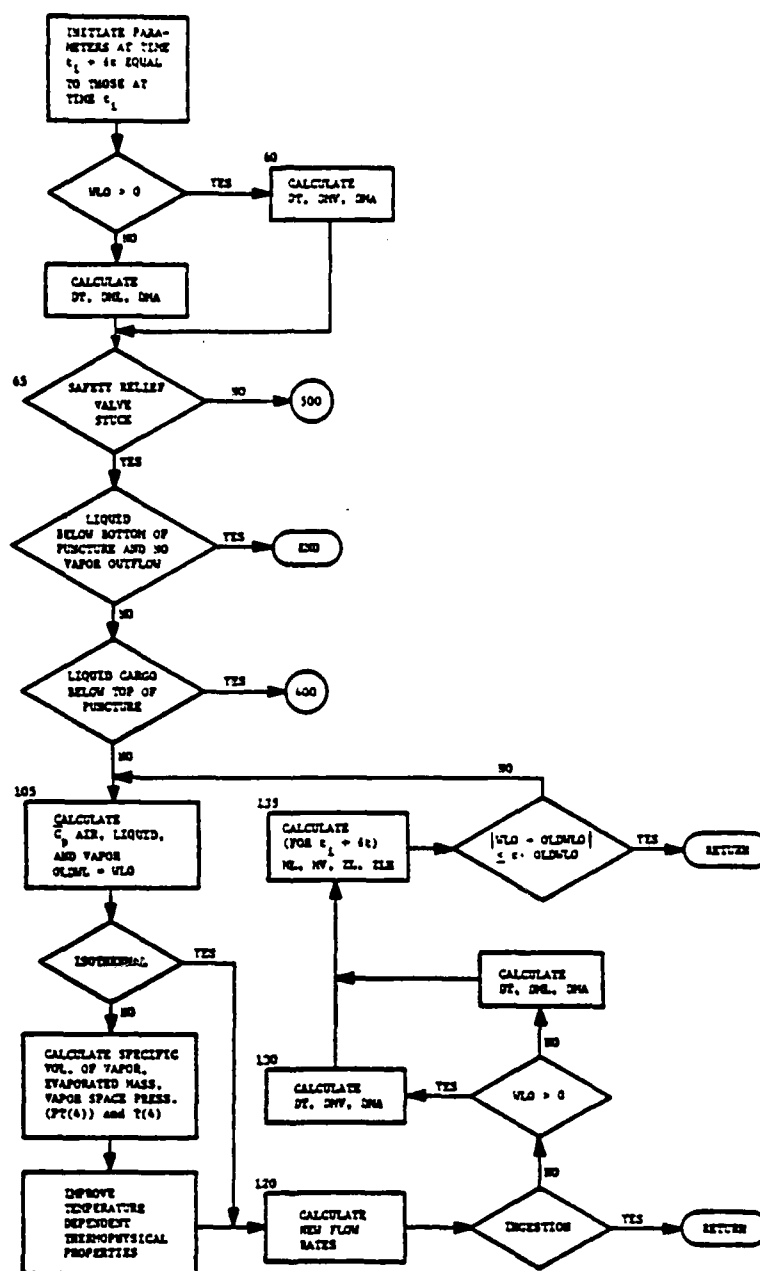 INITIATE PARA-
METERS AT TIME
t_i + δt EQUAL
TO THOSE AT
TIME t_i
WLO > 0
YES
60
CALCULATE
DT, DMV, DMA
NO
CALCULATE
DT, DML, DMA
65
SAFETY RELIEF
VALVE
STUCK
NO
500
YES
LIQUID
BELOW BOTTOM OF
PUNCTURE AND NO
VAPOR OUTFLOW
YES
END
NO
LIQUID CARGO
BELOW TOP OF
PUNCTURE
YES
600
NO
NO
105
CALCULATE
C_p AIR, LIQUID,
AND VAPOR
OLDWL = WLO
135
CALCULATE
(FOR t_i + δt)
ML, MV, ZL, ZLH
|WLO - OLDWLO|
≤ ε· OLDWLO
YES
RETURN
ISOTHERMAL
YES
NO
CALCULATE
DT, DML, DMA
NO
CALCULATE SPECIFIC
VOL. OF VAPOR,
EVAPORATED MASS,
VAPOR SPACE PRESS.
(PT(4)) and T(4)
130
CALCULATE
DT, DMV, DMA
YES
WLO > 0
NO
IMPROVE
TEMPERATURE
DEPENDENT
THERMOPHYSICAL
PROPERTIES
120
CALCULATE
NEW FLOW
RATES
INGESTION
YES
RETURN